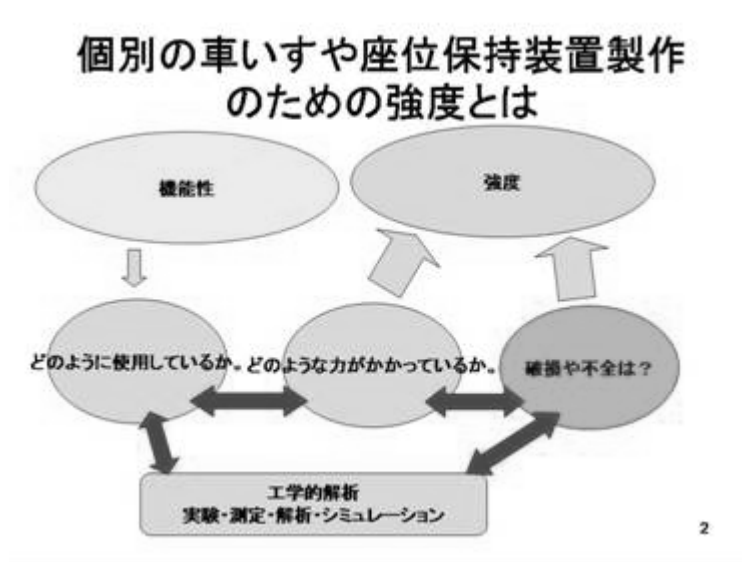 個別の車いすや座位保持装置製作
のための強度とは
機能性
強度
どのように使用しているか。
どのような力がかかっているか。
破損や不全は？
工学的解析
実験・測定・解析・シミュレーション
2